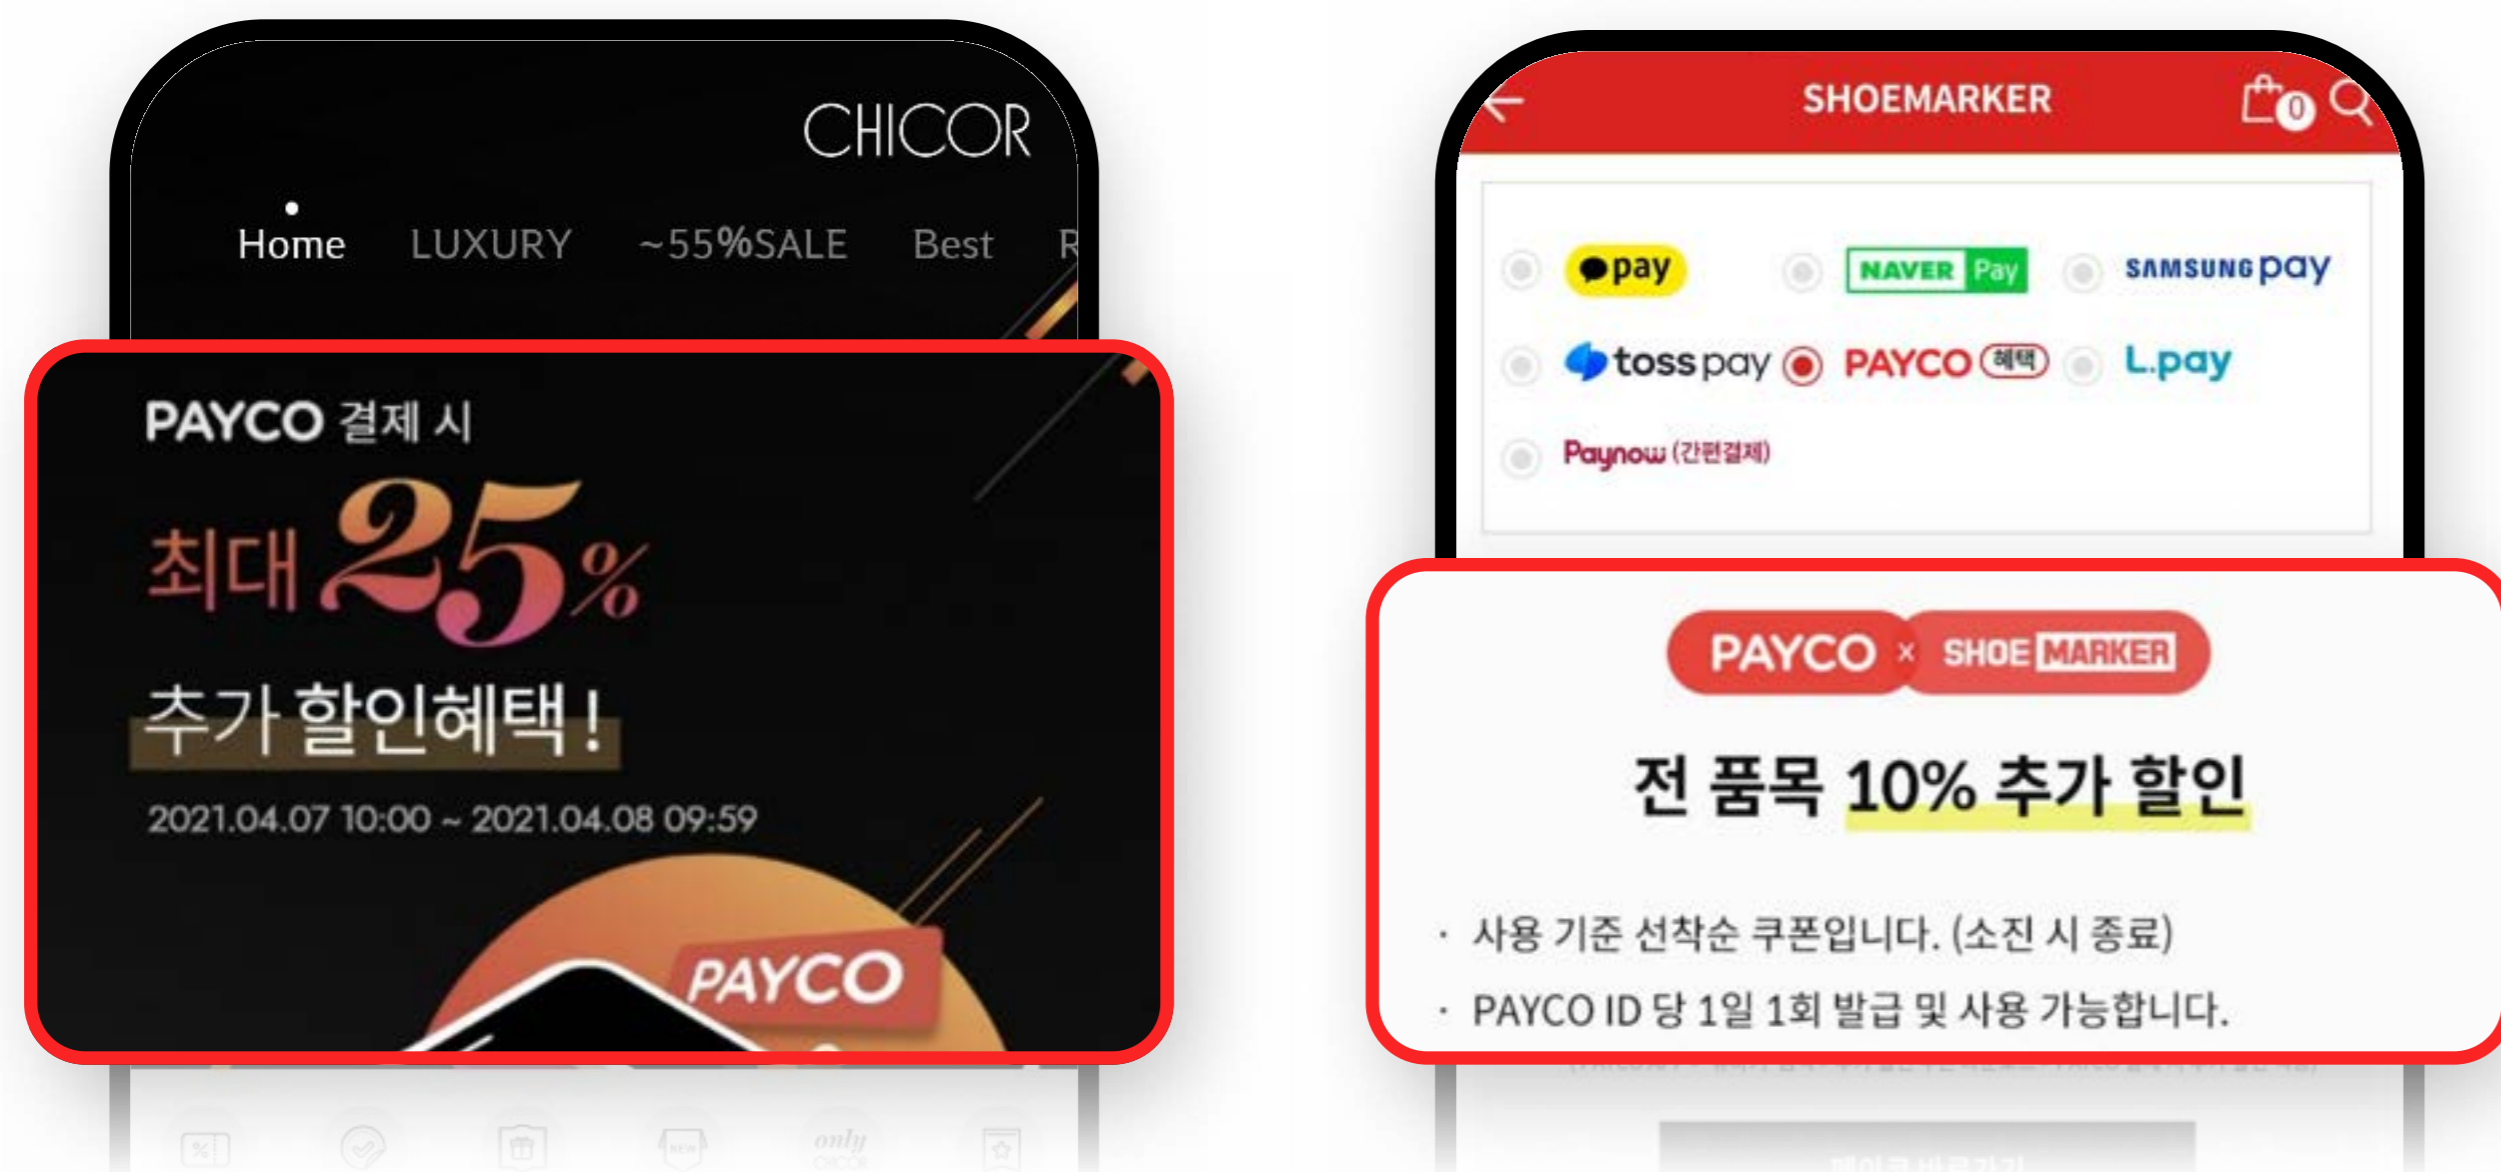 CHICOR
Home LUXURY ~55%SALE Best R
PAYCO 결제 시
최대 25%
추가 할인혜택!
2021.04.07 10:00 ~ 2021.04.08 09:59
PAYCO
NEW
only
CHICOR
SHOEMARKER
0
pay NAVER Pay SAMSUNG pay
toss pay PAYCO 혜택 L.pay
Paynow (간편결제)
PAYCO x SHOE MARKER
전 품목 10% 추가 할인
· 사용 기준 선착순 쿠폰입니다. (소진 시 종료)
· PAYCO ID 당 1일 1회 발급 및 사용 가능합니다.